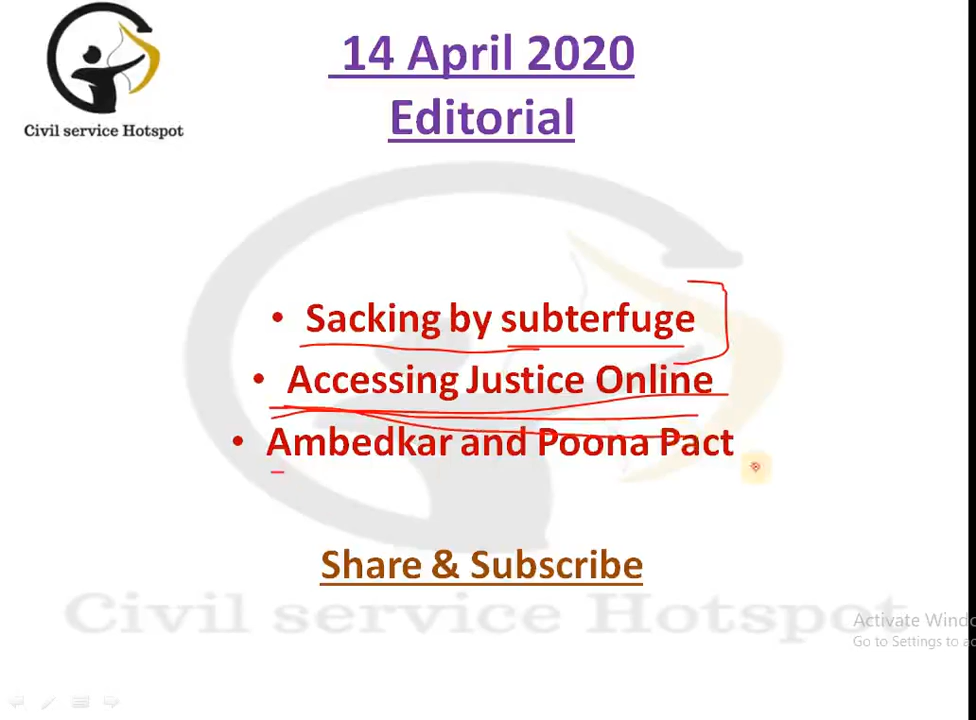 14 April 2020
Editorial
Civil service Hotspot
• Sacking by subterfuge
• Accessing Justice Online
• Ambedkar and Poona Pact
Share & Subscribe
Civil service Hotspot
Activate Windo
Go to Settings to ac